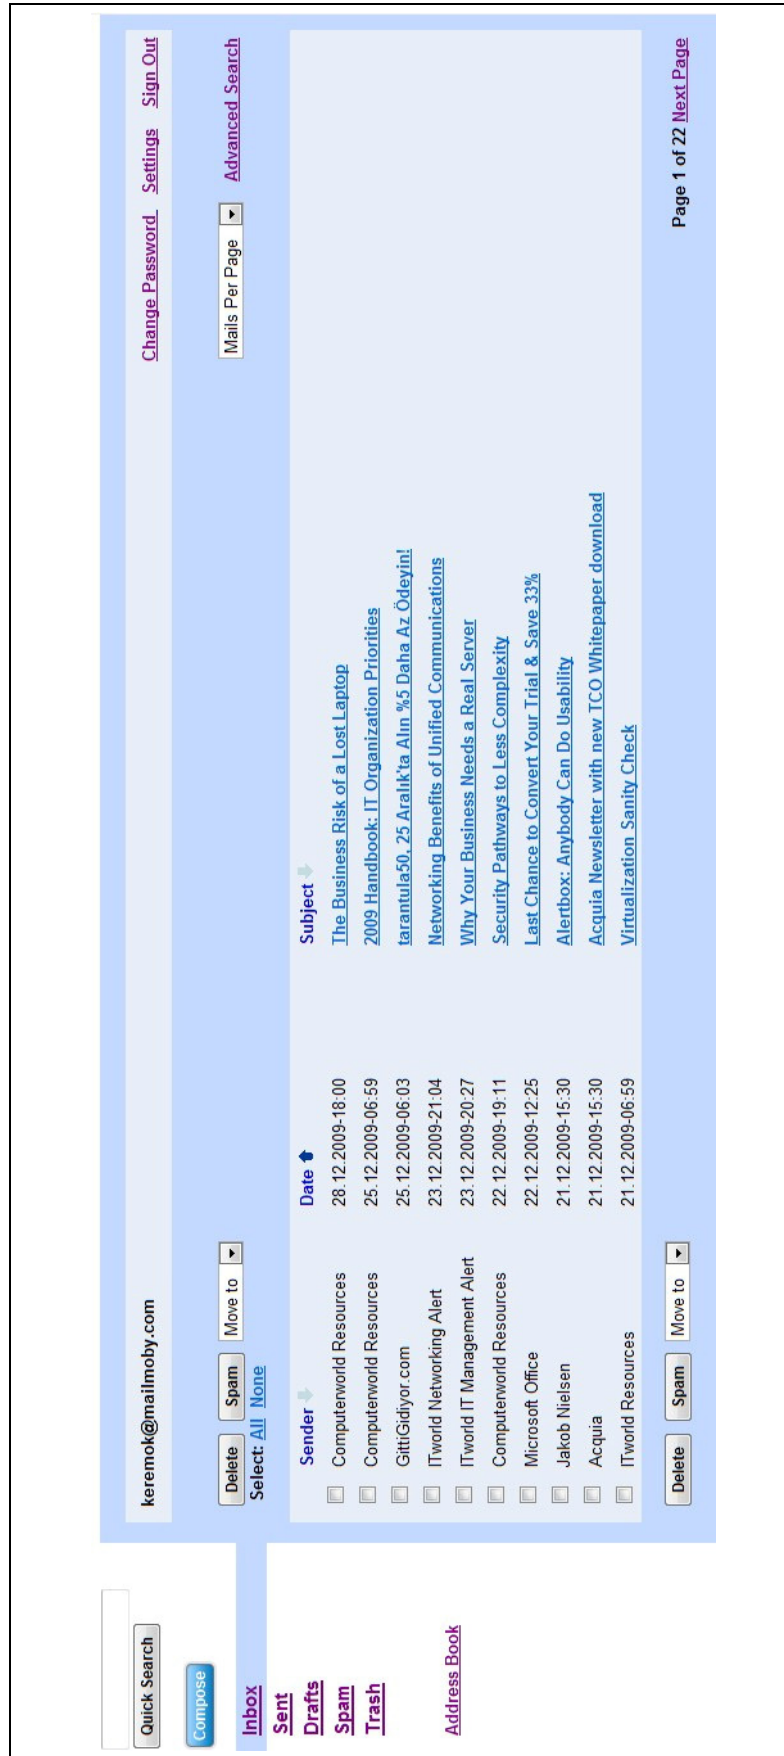 Quick Search
Compose
Inbox
Sent
Drafts
Spam
Trash
Address Book
keremok@mailmoby.com Change Password Settings Sign Out
Delete Spam Move to Mails Per Page Advanced Search
Select: All None
Sender Date Subject
Computerworld Resources 28.12.2009-18:00 The Business Risk of a Lost Laptop
Computerworld Resources 25.12.2009-06:59 2009 Handbook: IT Organization Priorities
GittiGidiyor.com 25.12.2009-06:03 tarantula50, 25 Aralık'ta Alın %5 Daha Az Ödeyin!
ITworld Networking Alert 23.12.2009-21:04 Networking Benefits of Unified Communications
ITworld IT Management Alert 23.12.2009-20:27 Why Your Business Needs a Real Server
Computerworld Resources 22.12.2009-19:11 Security Pathways to Less Complexity
Microsoft Office 22.12.2009-12:25 Last Chance to Convert Your Trial & Save 33%
Jakob Nielsen 21.12.2009-15:30 Alertbox: Anybody Can Do Usability
Acquia 21.12.2009-15:30 Acquia Newsletter with new TCO Whitepaper download
ITworld Resources 21.12.2009-06:59 Virtualization Sanity Check
Delete Spam Move to Page 1 of 22 Next Page